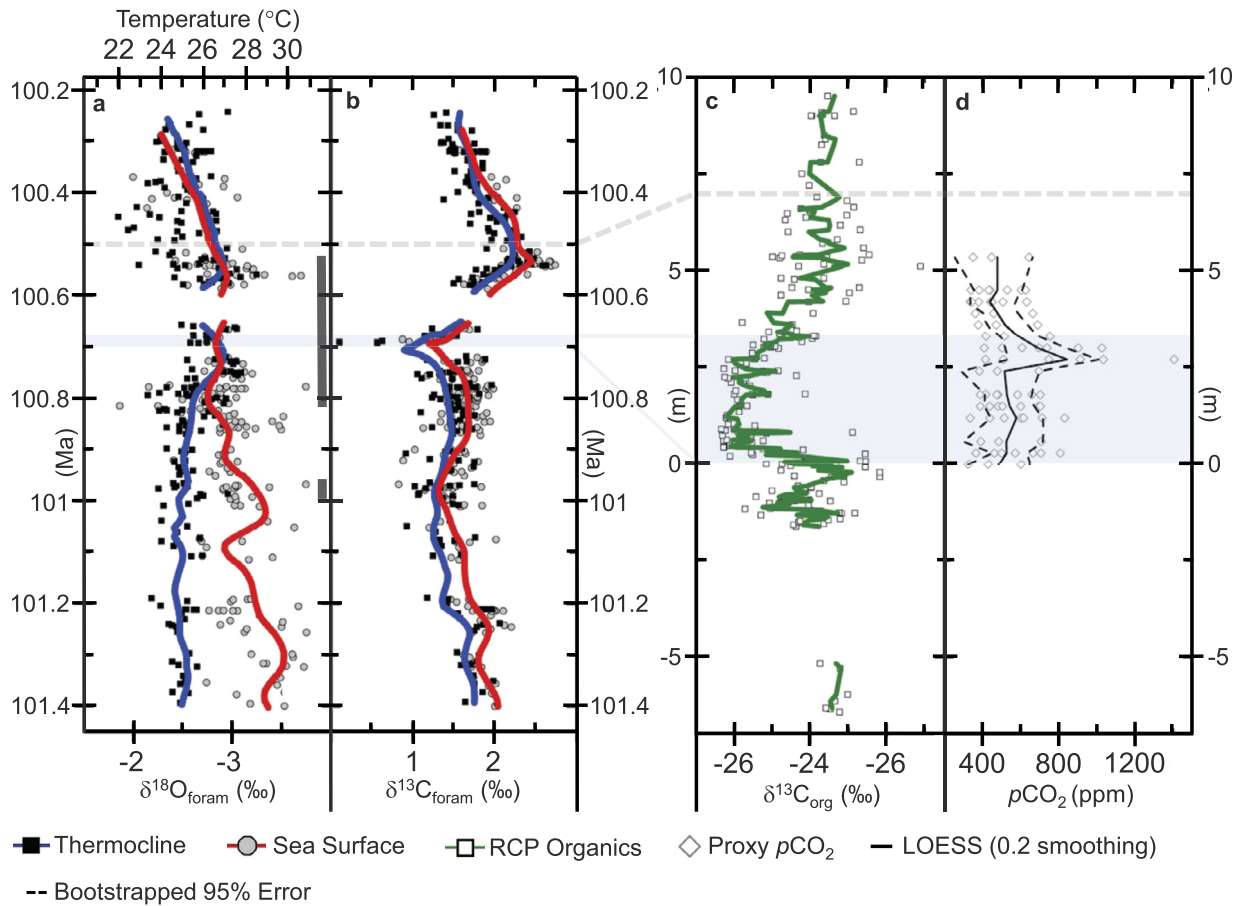 Temperature (°C)
22 24 26 28 30
a b c d
100.2 100.2 10 10
100.4 100.4
5 5
100.6 100.6
100.8 100.8
(Ma) (Ma) (m) (m)
0 0
101 101
101.2 101.2
-5 -5
101.4 101.4
-2 -3 1 2 -26 -24 -26 400 800 1200
δ¹⁸Oforam (‰) δ¹³Cforam (‰) δ¹³Corg (‰) pCO₂ (ppm)
Thermocline Sea Surface RCP Organics Proxy pCO₂ LOESS (0.2 smoothing)
Bootstrapped 95% Error